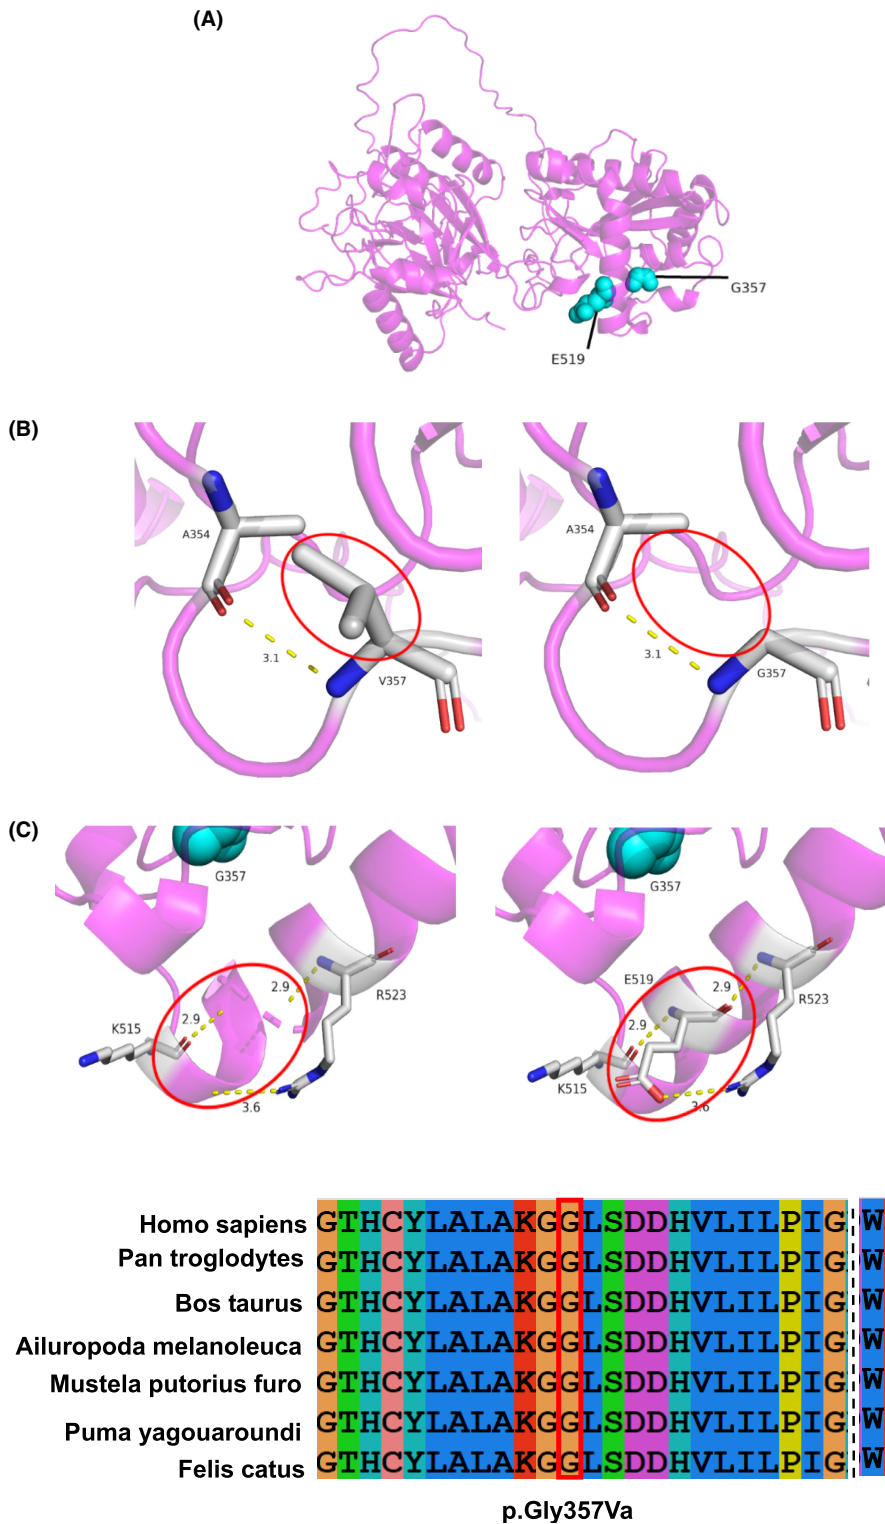 (A)
G357
E519
(B)
A354
3.1
V357
A354
3.1
G357
(C)
G357
R523
2.9
2.9
K515
3.6
G357
E519
R523
2.9
2.9
K515
3.6
Homo sapiens GTHCYLALAKGGLSDDHVLILPIG W
Pan troglodytes GTHCYLALAKGGLSDDHVLILPIG W
Bos taurus GTHCYLALAKGGLSDDHVLILPIG W
Ailuropoda melanoleuca GTHCYLALAKGGLSDDHVLILPIG W
Mustela putorius furo GTHCYLALAKGGLSDDHVLILPIG W
Puma yagouaroundi GTHCYLALAKGGLSDDHVLILPIG W
Felis catus GTHCYLALAKGGLSDDHVLILPIG W
p.Gly357Va